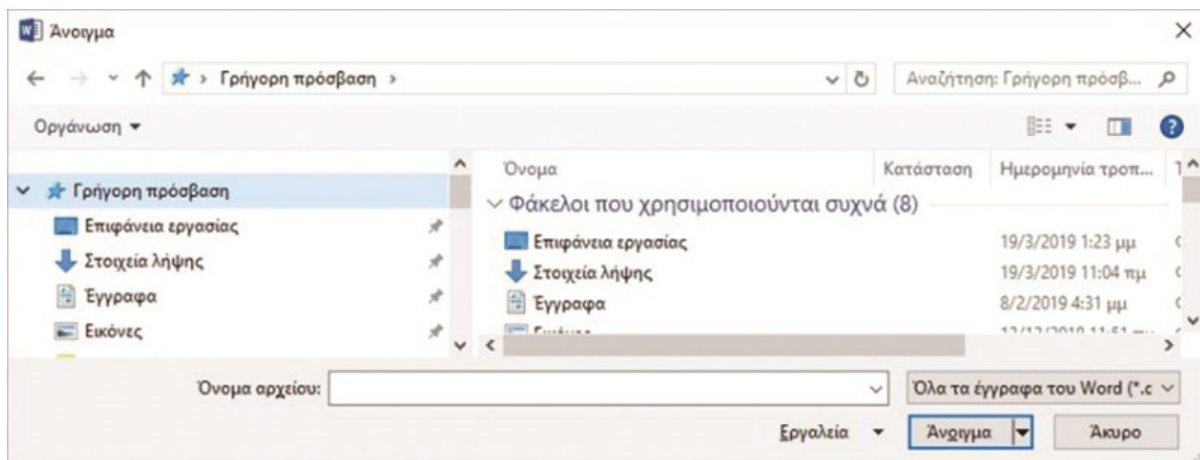 Άνοιγμα
Γρήγορη πρόσβαση
Αναζήτηση: Γρήγορη πρόσβ...
Οργάνωση
Γρήγορη πρόσβαση
Επιφάνεια εργασίας
Στοιχεία λήψης
Έγγραφα
Εικόνες
Όνομα Κατάσταση Ημερομηνία τροπ...
Φάκελοι που χρησιμοποιούνται συχνά (8)
Επιφάνεια εργασίας 19/3/2019 1:23 μμ
Στοιχεία λήψης 19/3/2019 11:04 πμ
Έγγραφα 8/2/2019 4:31 μμ
Όνομα αρχείου:
Όλα τα έγγραφα του Word (*.c
Εργαλεία Άνοιγμα Άκυρο